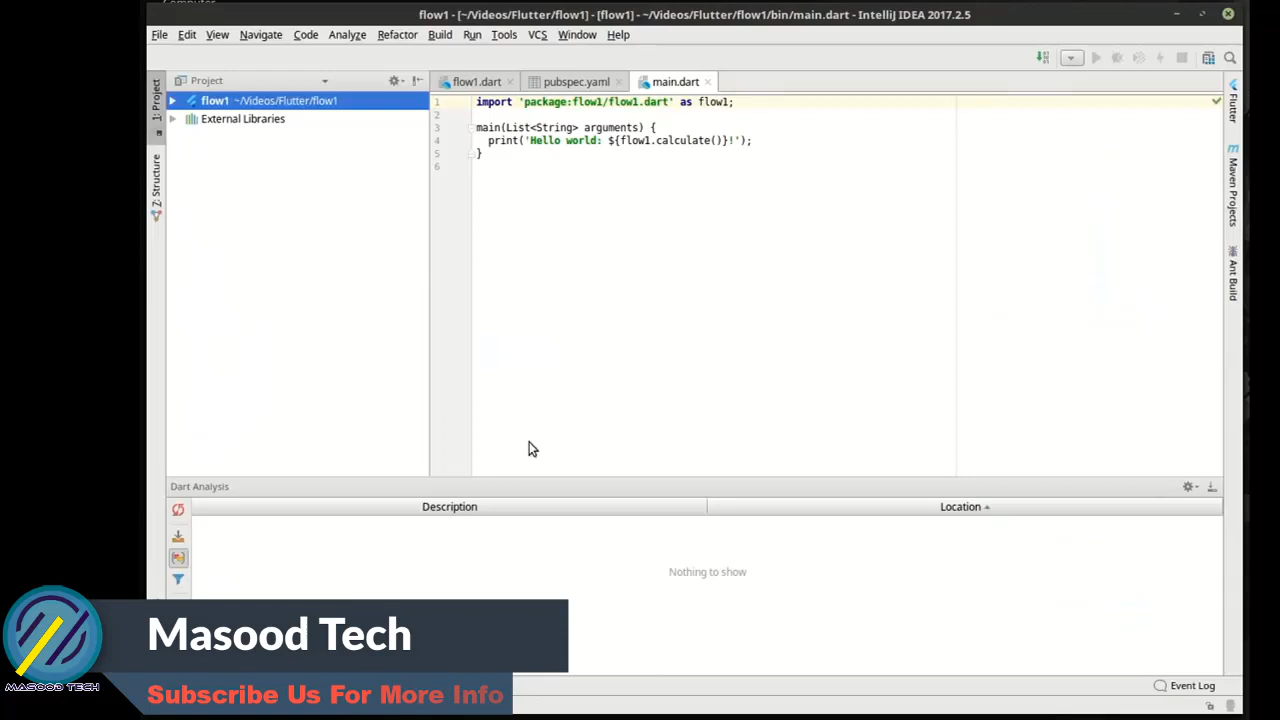 flow1 - [~/Videos/Flutter/flow1] - [flow1] - ~/Videos/Flutter/flow1/bin/main.dart - IntelliJ IDEA 2017.2.5
File Edit View Navigate Code Analyze Refactor Build Run Tools VCS Window Help
Project
flow1.dart pubspec.yaml main.dart
1: Project
Z: Structure
flow1 ~/Videos/Flutter/flow1
External Libraries
1 import 'package:flow1/flow1.dart' as flow1;
2
3 main(List<String> arguments) {
4 print('Hello world: ${flow1.calculate()}!');
5 }
6
Flutter
Maven Projects
Ant Build
Dart Analysis
Description Location
Nothing to show
Masood Tech
MASOOD TECH
Subscribe Us For More Info
Event Log